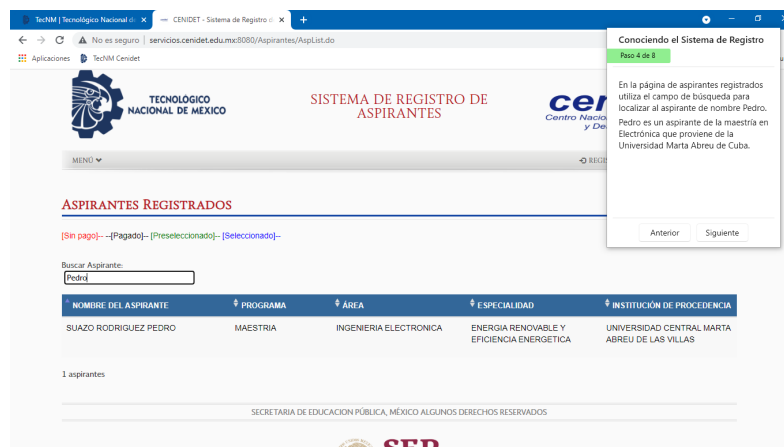 TecNM | Tecnológico Nacional de
CENIDET - Sistema de Registro d
No es seguro | servicios.cenidet.edu.mx:8080/Aspirantes/AspList.do
Aplicaciones TecNM Cenidet
TECNOLÓGICO
NACIONAL DE MÉXICO
SISTEMA DE REGISTRO DE
ASPIRANTES
Centro Nacio
y De
MENÚ
REGIS
Conociendo el Sistema de Registro
Paso 4 de 8
En la página de aspirantes registrados
utiliza el campo de búsqueda para
localizar al aspirante de nombre Pedro.
Pedro es un aspirante de la maestría en
Electrónica que proviene de la
Universidad Marta Abreu de Cuba.
Anterior Siguiente
ASPIRANTES REGISTRADOS
[Sin pago]-- --[Pagado]-- [Preseleccionado]-- [Seleccionado]--
Buscar Aspirante:
Pedro
NOMBRE DEL ASPIRANTE PROGRAMA ÁREA ESPECIALIDAD INSTITUCIÓN DE PROCEDENCIA
SUAZO RODRIGUEZ PEDRO MAESTRIA INGENIERIA ELECTRONICA ENERGIA RENOVABLE Y UNIVERSIDAD CENTRAL MARTA
EFICIENCIA ENERGETICA ABREU DE LAS VILLAS
1 aspirantes
SECRETARIA DE EDUCACION PÚBLICA, MÉXICO ALGUNOS DERECHOS RESERVADOS
SEP